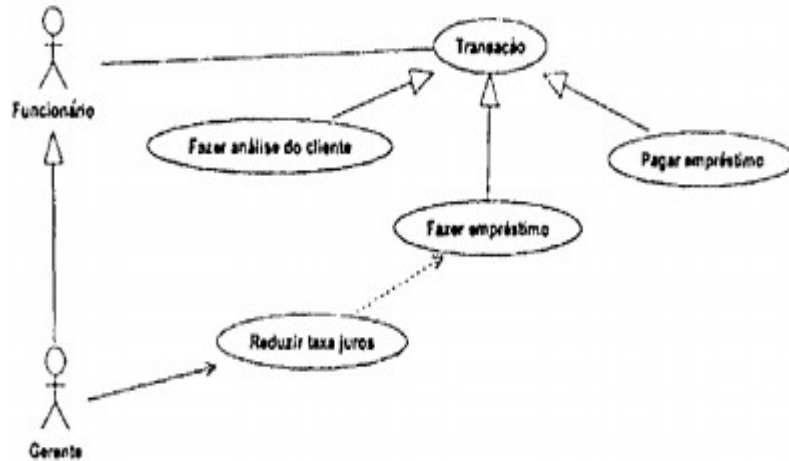 Transação
Funcionário
Fazer análise do cliente
Pagar empréstimo
Fazer empréstimo
Reduzir taxa juros
Gerente